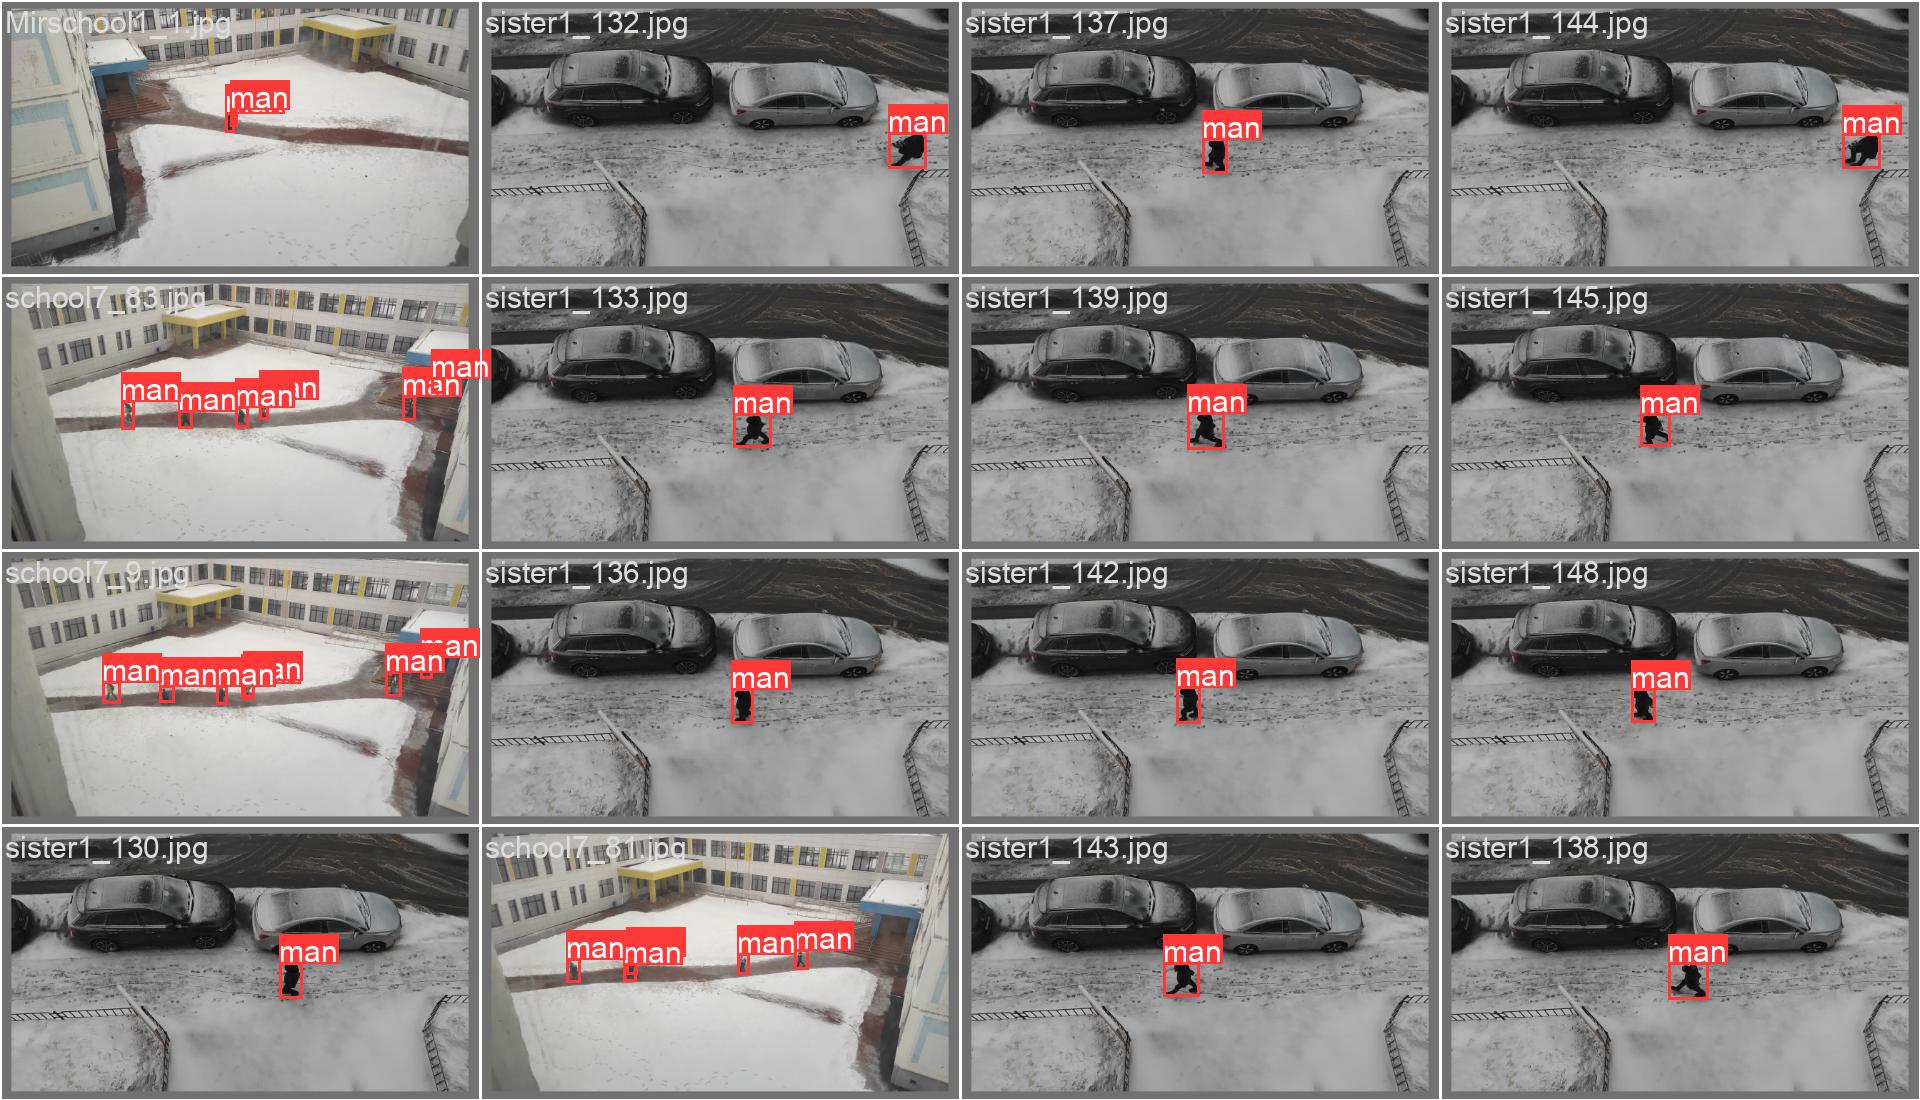 Mirschool1_1.jpg
man
sister1_132.jpg
man
sister1_137.jpg
man
sister1_144.jpg
man
school7_83.jpg
man
man
man
man
man
sister1_133.jpg
man
sister1_139.jpg
man
sister1_145.jpg
man
school7_9.jpg
man
man
man
man
man
sister1_136.jpg
man
sister1_142.jpg
man
sister1_148.jpg
man
sister1_130.jpg
man
school7_81.jpg
man
man
man
man
sister1_143.jpg
man
sister1_138.jpg
man